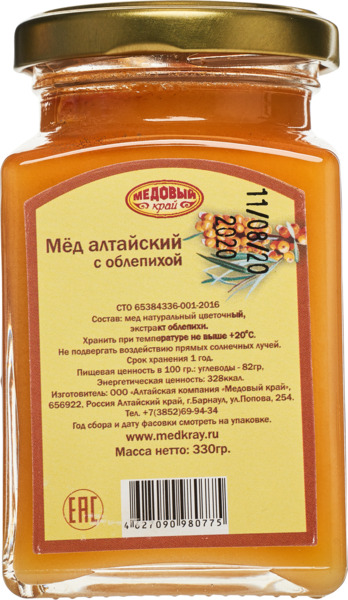 МЕДОВЫЙ
край
Мёд алтайский
с облепихой
11/08/20
2020
СТО 65384336-001-2016
Состав: мед натуральный цветочный,
экстракт облепихи.
Хранить при температуре но выше +20°С.
Не подвергать воздействию прямых солнечных лучей.
Срок хранения 1 год.
Пищевая ценность в 100 гр.: углеводы - 82гр.
Энергетическая ценность: 328ккал.
Изготовитель: ООО «Алтайская компания «Медовый край»,
656922, Россия Алтайский край, г.Барнаул, ул.Попова, 254.
Тел. +7(3852)69-94-34
Год сбора и дату фасовки смотреть на упаковке.
www.medkray.ru
Масса нетто: 330гр.
EAC
4627090980775